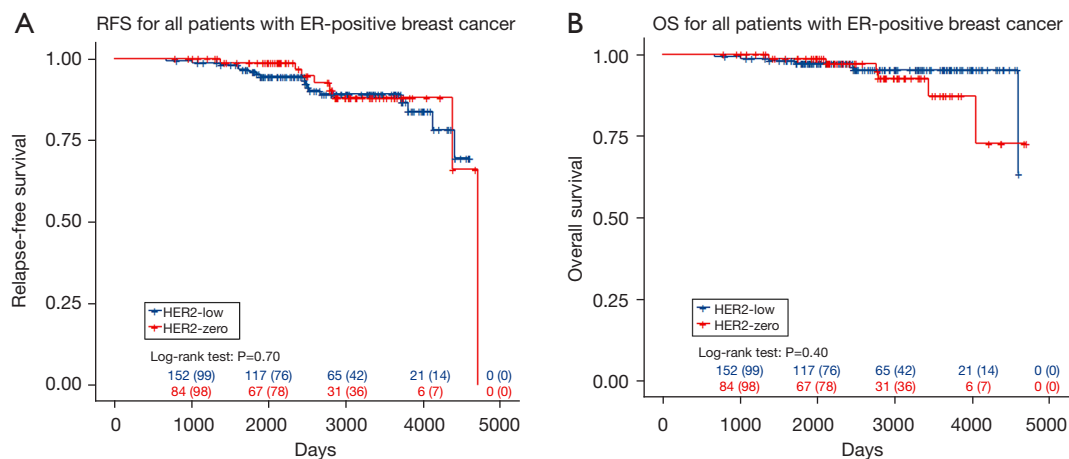 A
RFS for all patients with ER-positive breast cancer
Relapse-free survival
1.00
0.75
0.50
0.25
0.00
HER2-low
HER2-zero
Log-rank test: P=0.70
152 (99) 117 (76) 65 (42) 21 (14) 0 (0)
84 (98) 67 (78) 31 (36) 6 (7) 0 (0)
0 1000 2000 3000 4000 5000
Days
B
OS for all patients with ER-positive breast cancer
Overall survival
1.00
0.75
0.50
0.25
0.00
HER2-low
HER2-zero
Log-rank test: P=0.40
152 (99) 117 (76) 65 (42) 21 (14) 0 (0)
84 (98) 67 (78) 31 (36) 6 (7) 0 (0)
0 1000 2000 3000 4000 5000
Days